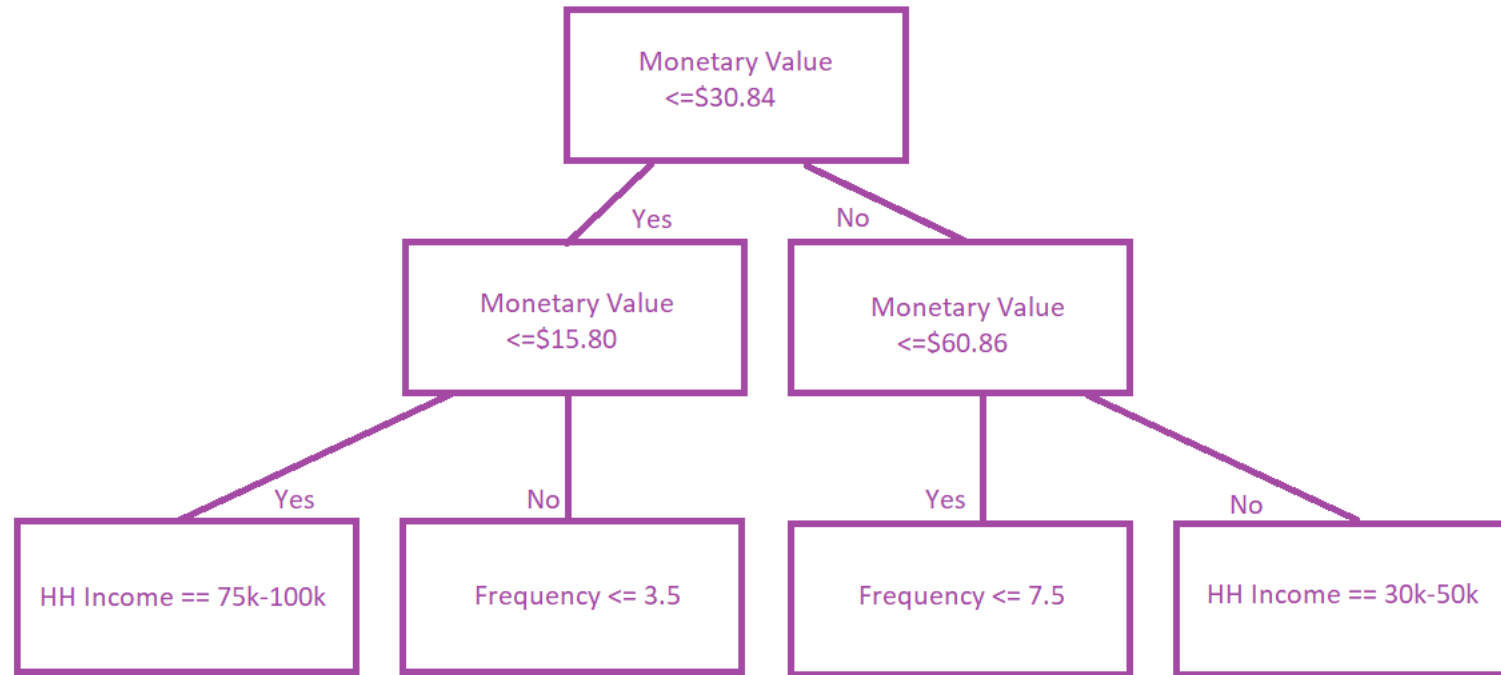 Monetary Value
<=$30.84
Yes
No
Monetary Value
<=$15.80
Monetary Value
<=$60.86
Yes
No
Yes
No
HH Income == 75k-100k
Frequency <= 3.5
Frequency <= 7.5
HH Income == 30k-50k